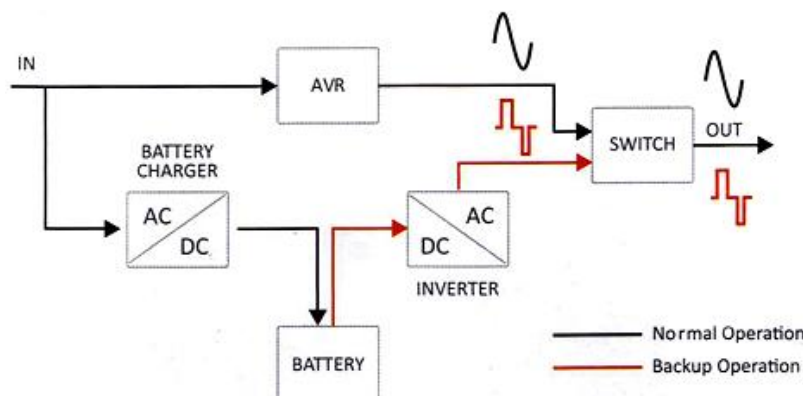 IN
AVR
SWITCH
OUT
BATTERY
CHARGER
AC
DC
AC
DC
INVERTER
BATTERY
Normal Operation
Backup Operation